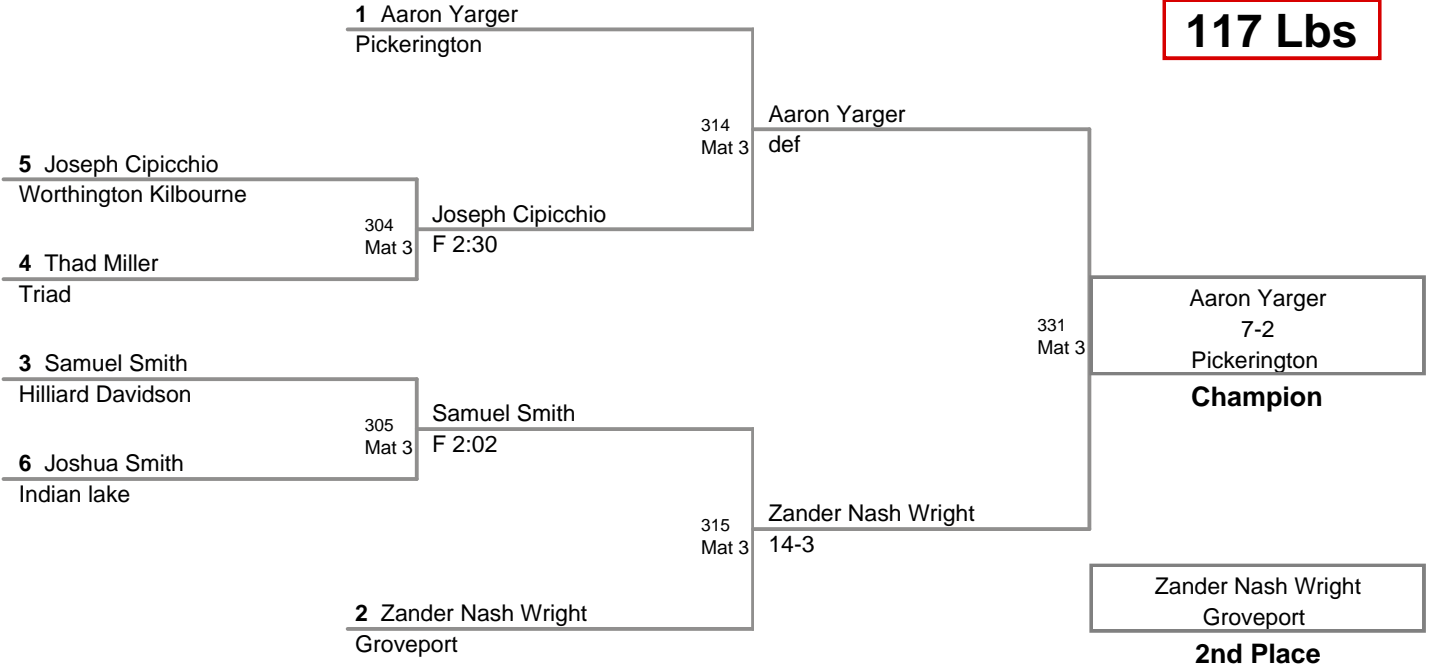 1 Aaron Yarger
Pickerington
117 Lbs
314
Mat 3
Aaron Yarger
def
5 Joseph Cipicchio
Worthington Kilbourne
304
Mat 3
Joseph Cipicchio
F 2:30
4 Thad Miller
Triad
331
Mat 3
Aaron Yarger
7-2
Pickerington
Champion
3 Samuel Smith
Hilliard Davidson
305
Mat 3
Samuel Smith
F 2:02
6 Joshua Smith
Indian lake
315
Mat 3
Zander Nash Wright
14-3
2 Zander Nash Wright
Groveport
Zander Nash Wright
Groveport
2nd Place